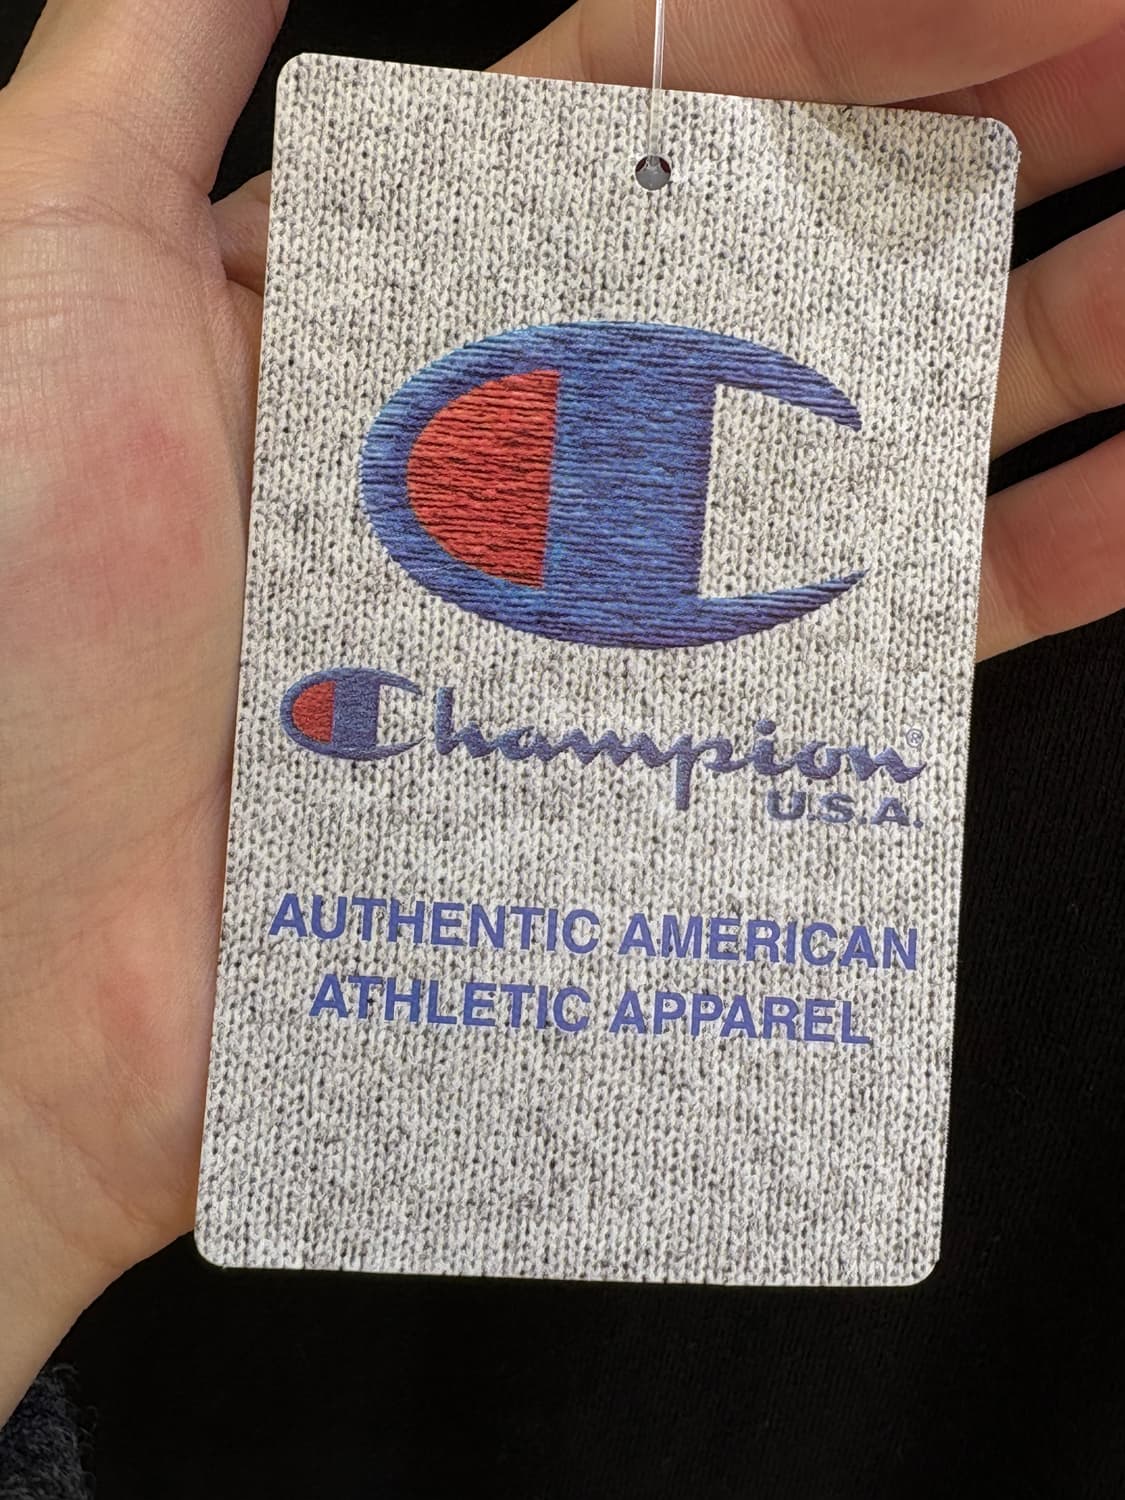 Champion®
U.S.A.
AUTHENTIC AMERICAN
ATHLETIC APPAREL